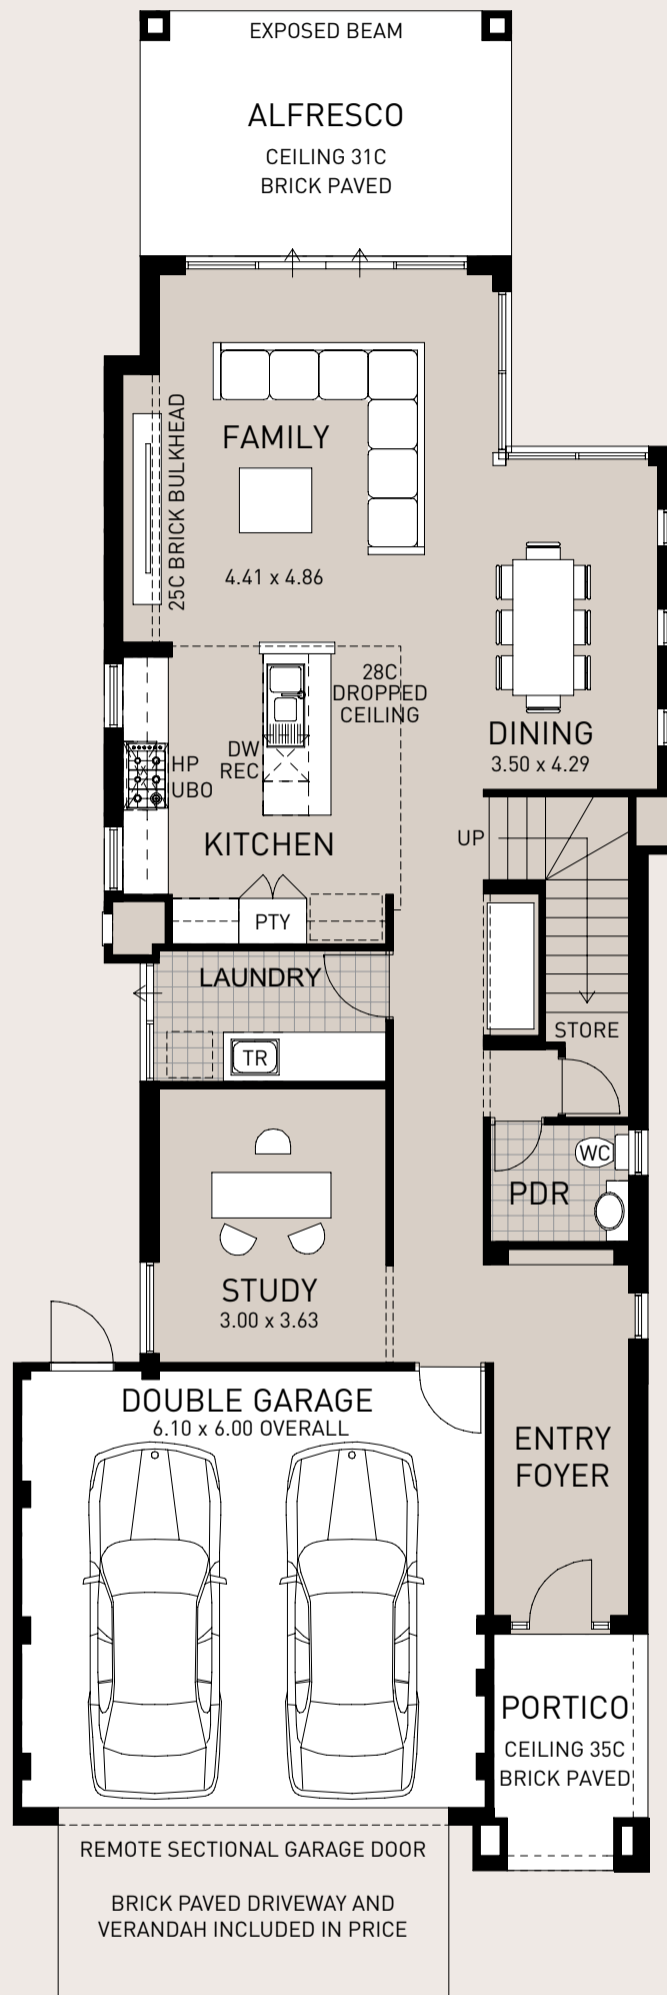 EXPOSED BEAM
ALFRESCO
CEILING 31C
BRICK PAVED
FAMILY
25C BRICK BULKHEAD
4.41 x 4.86
28C
DROPPED
CEILING
DINING
3.50 x 4.29
HP
UBO
DW
REC
KITCHEN
UP
PTY
LAUNDRY
STORE
TR
WC
PDR
STUDY
3.00 x 3.63
DOUBLE GARAGE
6.10 x 6.00 OVERALL
ENTRY
FOYER
PORTICO
CEILING 35C
BRICK PAVED
REMOTE SECTIONAL GARAGE DOOR
BRICK PAVED DRIVEWAY AND
VERANDAH INCLUDED IN PRICE